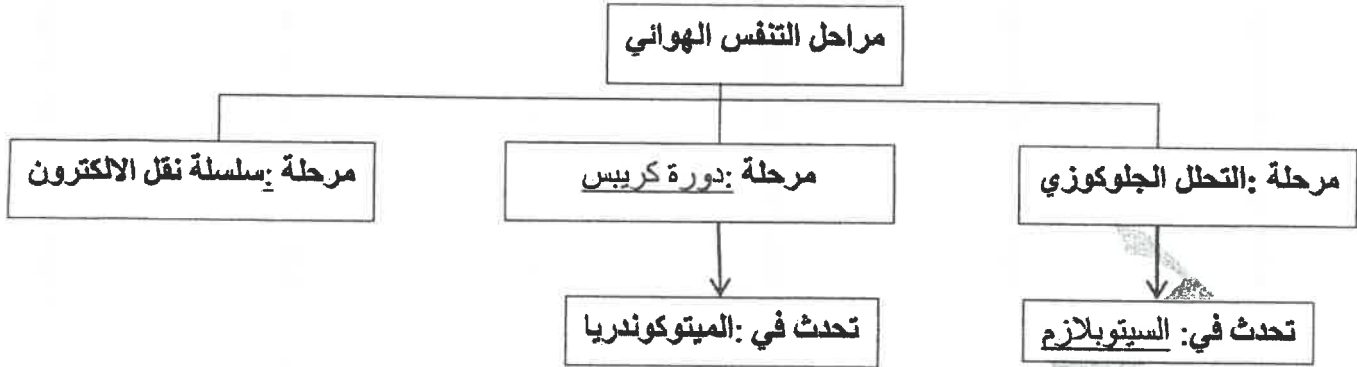 مراحل التنفس الهوائي
مرحلة :التحلل الجلوكوزي
مرحلة :دورة كريبس
مرحلة :سلسلة نقل الالكترون
تحدث في: السيتوبلازم
تحدث في :الميتوكوندريا